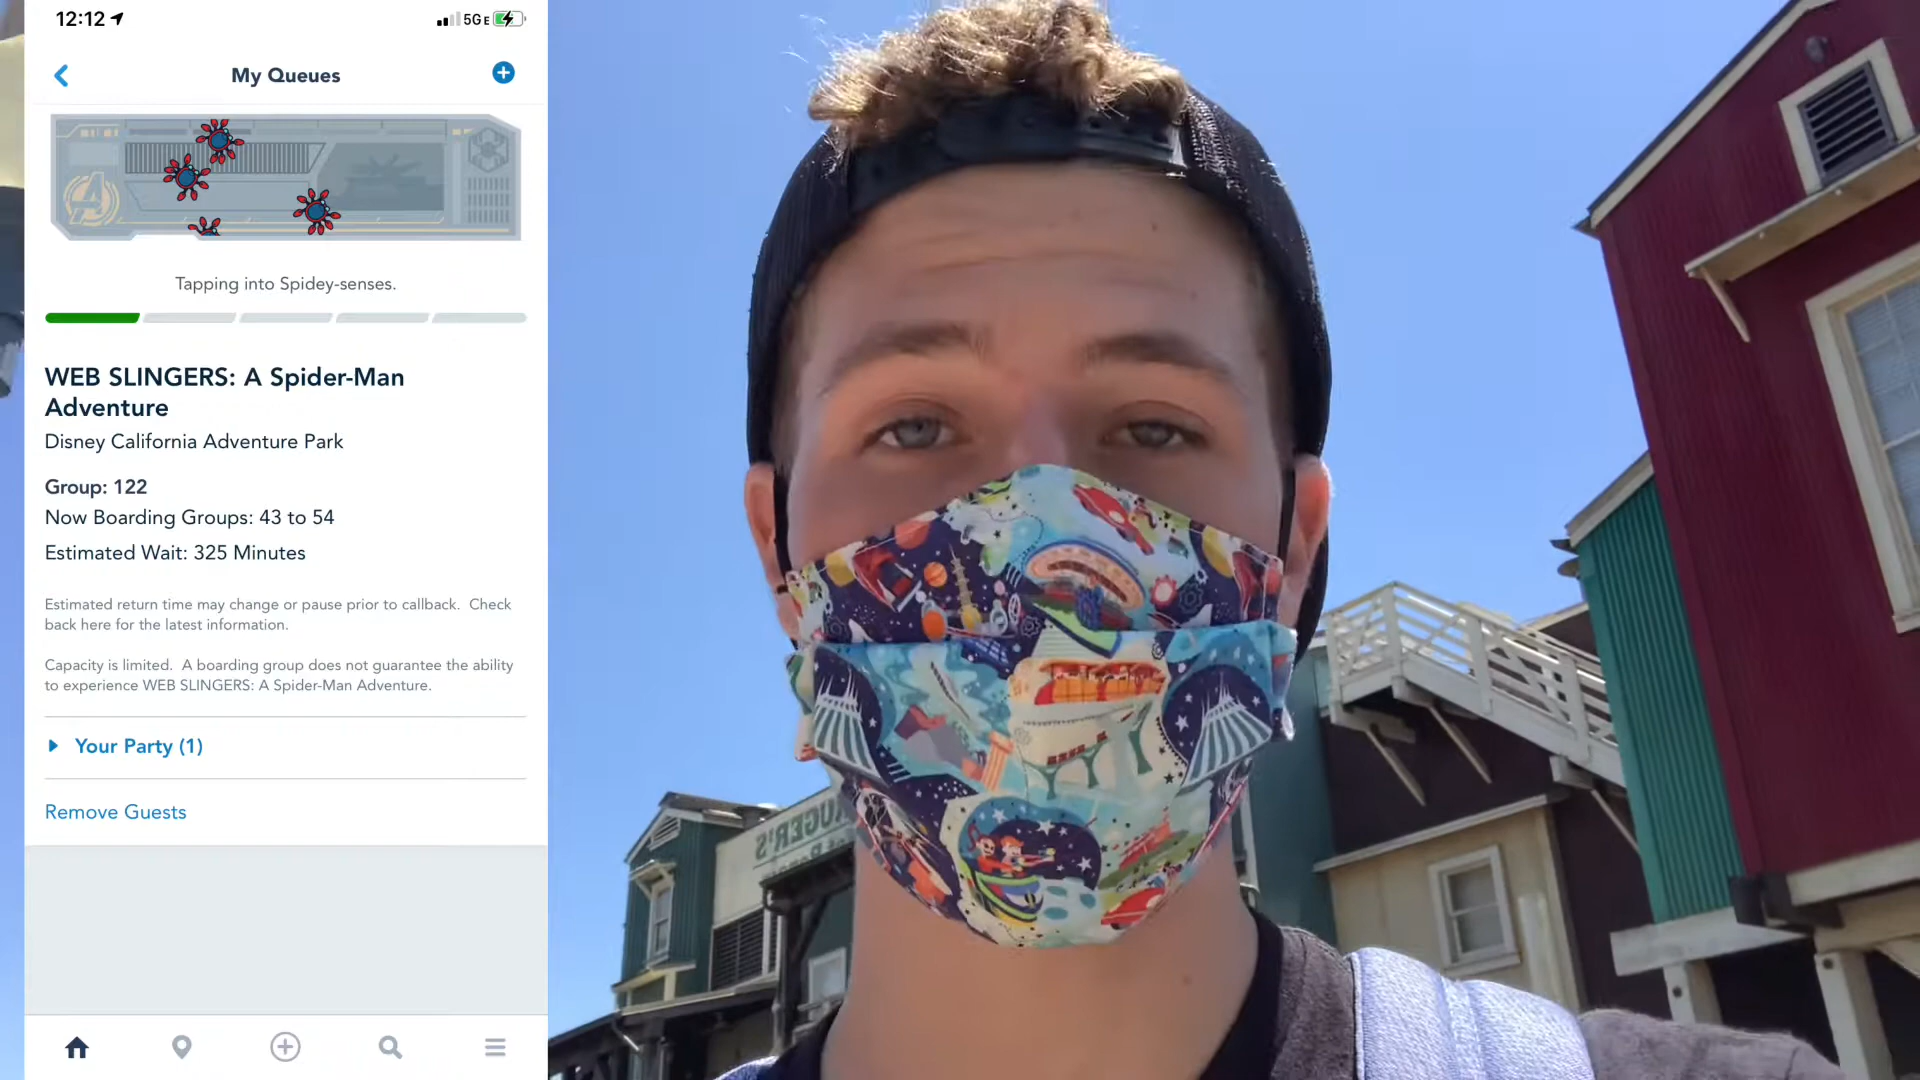 12:12
5GE
My Queues
Tapping into Spidey-senses.
WEB SLINGERS: A Spider-Man
Adventure
Disney California Adventure Park
Group: 122
Now Boarding Groups: 43 to 54
Estimated Wait: 325 Minutes
Estimated return time may change or pause prior to callback. Check
back here for the latest information.
Capacity is limited. A boarding group does not guarantee the ability
to experience WEB SLINGERS: A Spider-Man Adventure.
Your Party (1)
Remove Guests